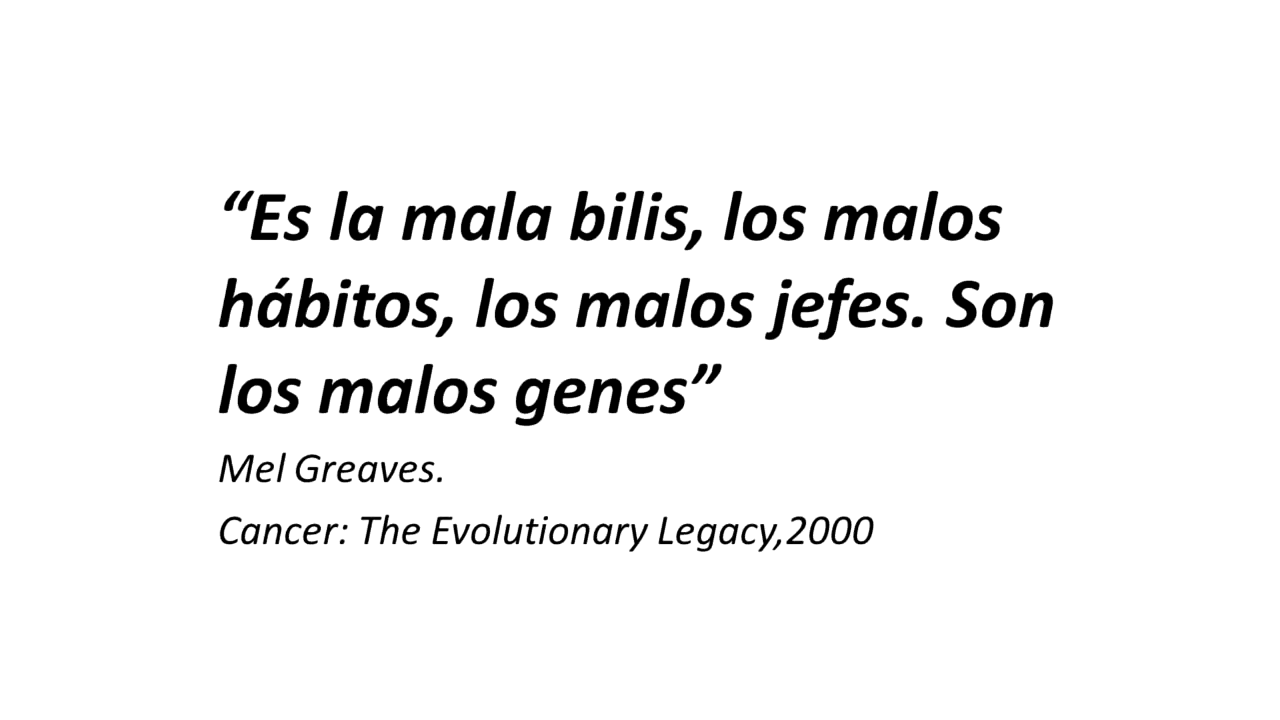 “Es la mala bilis, los malos
hábitos, los malos jefes. Son
los malos genes”
Mel Greaves.
Cancer: The Evolutionary Legacy,2000